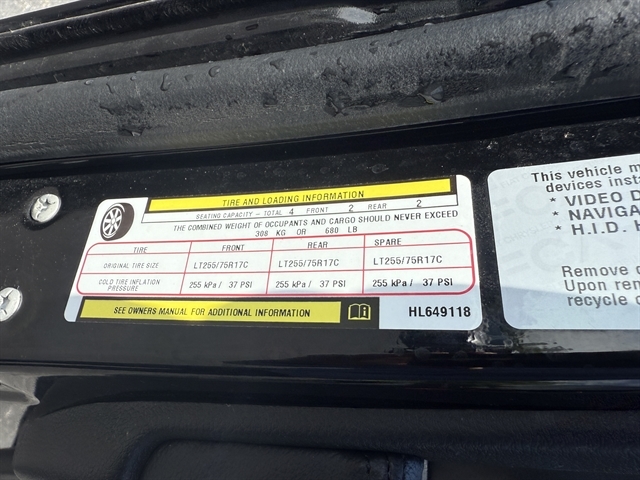 TIRE AND LOADING INFORMATION
SEATING CAPACITY - TOTAL 4 FRONT 2 REAR 2
THE COMBINED WEIGHT OF OCCUPANTS AND CARGO SHOULD NEVER EXCEED
308 KG OR 680 LB
TIRE FRONT REAR SPARE
ORIGINAL TIRE SIZE LT255/75R17C LT255/75R17C LT255/75R17C
COLD TIRE INFLATION PRESSURE 255 kPa / 37 PSI 255 kPa / 37 PSI 255 kPa / 37 PSI
SEE OWNERS MANUAL FOR ADDITIONAL INFORMATION
HL649118
This vehicle m
devices insta
* VIDEO D
* NAVIGA
* H.I.D. H
Remove d
Upon rem
recycle o